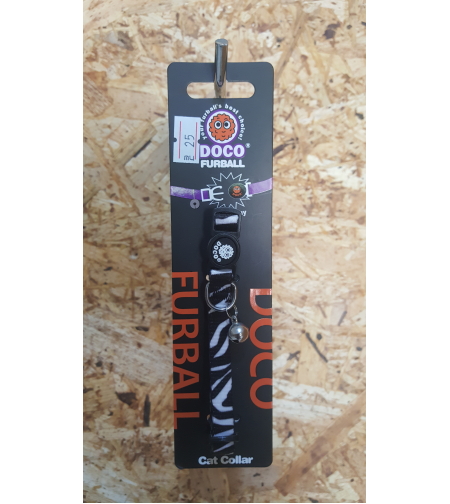 Your furball's best choice!
DOCO®
FURBALL
₪ 25
DOCO
DOCO
FURBALL
Cat Collar